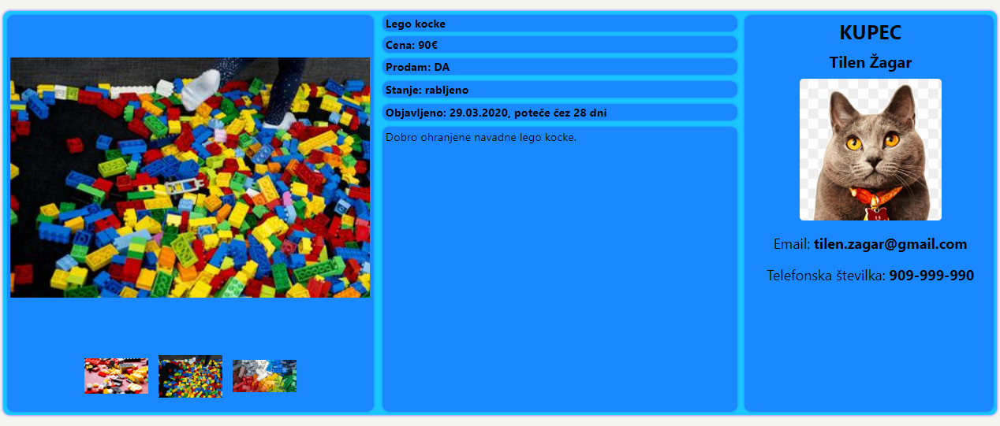 Lego kocke
Cena: 90€
Prodam: DA
Stanje: rabljeno
Objavljeno: 29.03.2020, poteče čez 28 dni
Dobro ohranjene navadne lego kocke.
KUPEC
Tilen Žagar
Email: tilen.zagar@gmail.com
Telefonska številka: 909-999-990